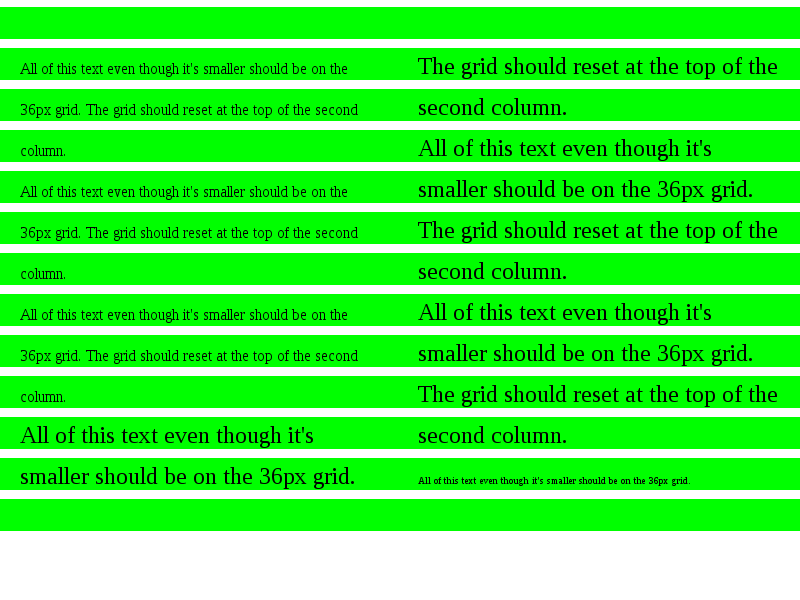 All of this text even though it's smaller should be on the
36px grid. The grid should reset at the top of the second
column.
All of this text even though it's smaller should be on the
36px grid. The grid should reset at the top of the second
column.
All of this text even though it's smaller should be on the
36px grid. The grid should reset at the top of the second
column.
All of this text even though it's
smaller should be on the 36px grid.
The grid should reset at the top of the
second column.
All of this text even though it's
smaller should be on the 36px grid.
The grid should reset at the top of the
second column.
All of this text even though it's
smaller should be on the 36px grid.
The grid should reset at the top of the
second column.
All of this text even though it's smaller should be on the 36px grid.